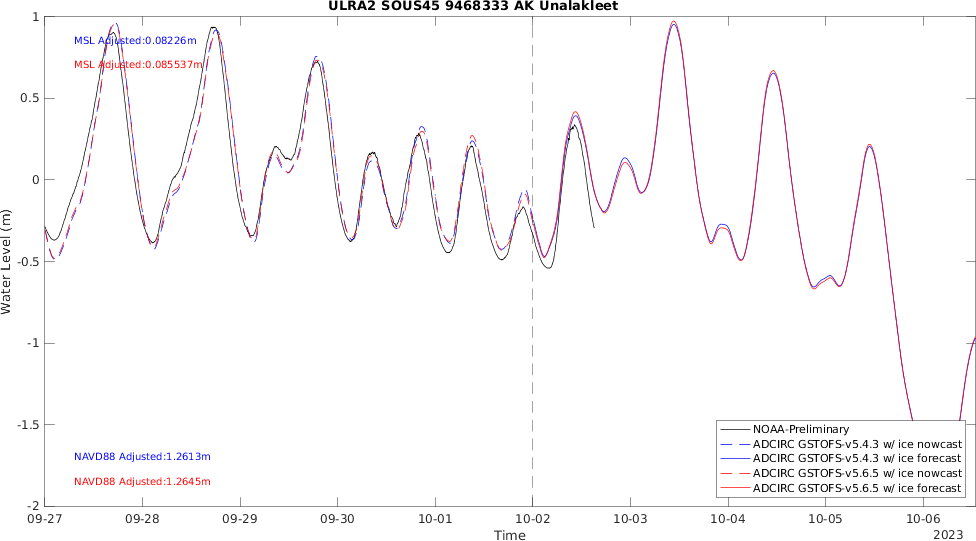 ULRA2 SOUS45 9468333 AK Unalakleet
MSL Adjusted:0.08226m
MSL Adjusted:0.085537m
1
0.5
0
-0.5
-1
-1.5
-2
Water Level (m)
NAVD88 Adjusted:1.2613m
NAVD88 Adjusted:1.2645m
NOAA-Preliminary
ADCIRC GSTOFS-v5.4.3 w/ ice nowcast
ADCIRC GSTOFS-v5.4.3 w/ ice forecast
ADCIRC GSTOFS-v5.6.5 w/ ice nowcast
ADCIRC GSTOFS-v5.6.5 w/ ice forecast
09-27 09-28 09-29 09-30 10-01 10-02 10-03 10-04 10-05 10-06
Time
2023